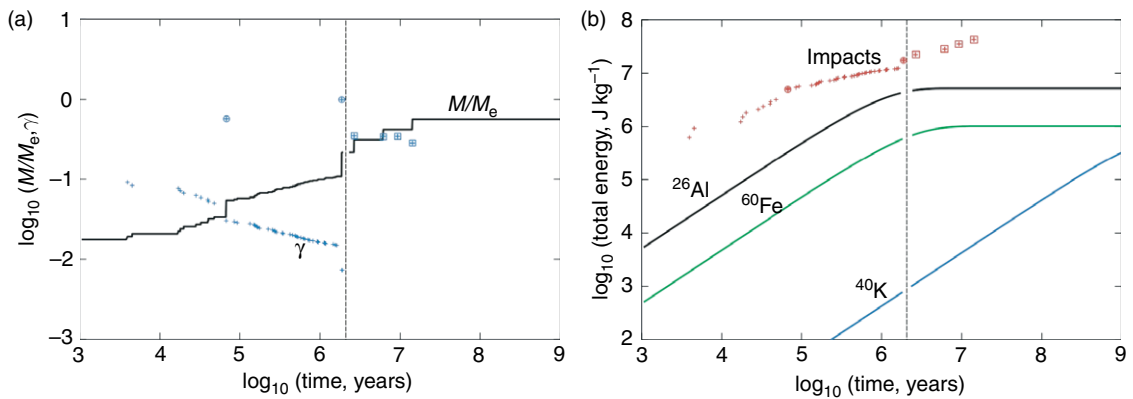 (a)
1
0
−1
−2
−3
log₁₀ (M/Mₑ, γ)
M/Mₑ
γ
3 4 5 6 7 8 9
log₁₀ (time, years)
(b)
8
7
6
5
4
3
2
log₁₀ (total energy, J kg⁻¹)
Impacts
²⁶Al
⁶⁰Fe
⁴⁰K
3 4 5 6 7 8 9
log₁₀ (time, years)